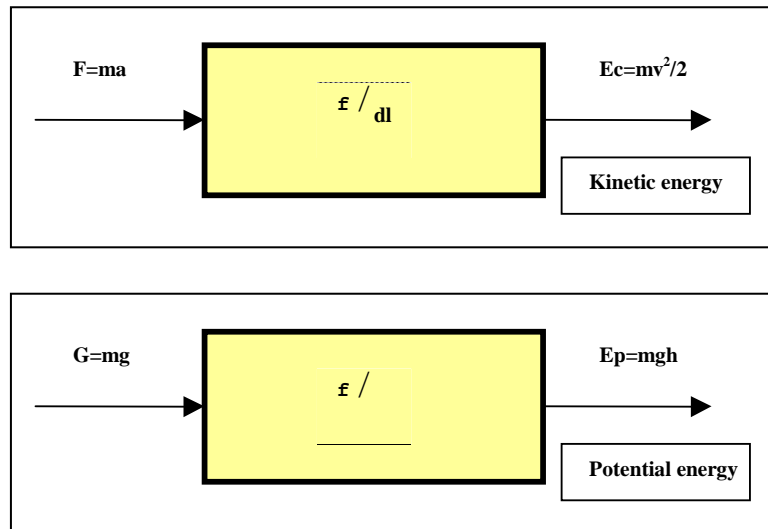 F=ma
Ec=mv²/2
f /
dl
Kinetic energy
G=mg
Ep=mgh
f /
Potential energy